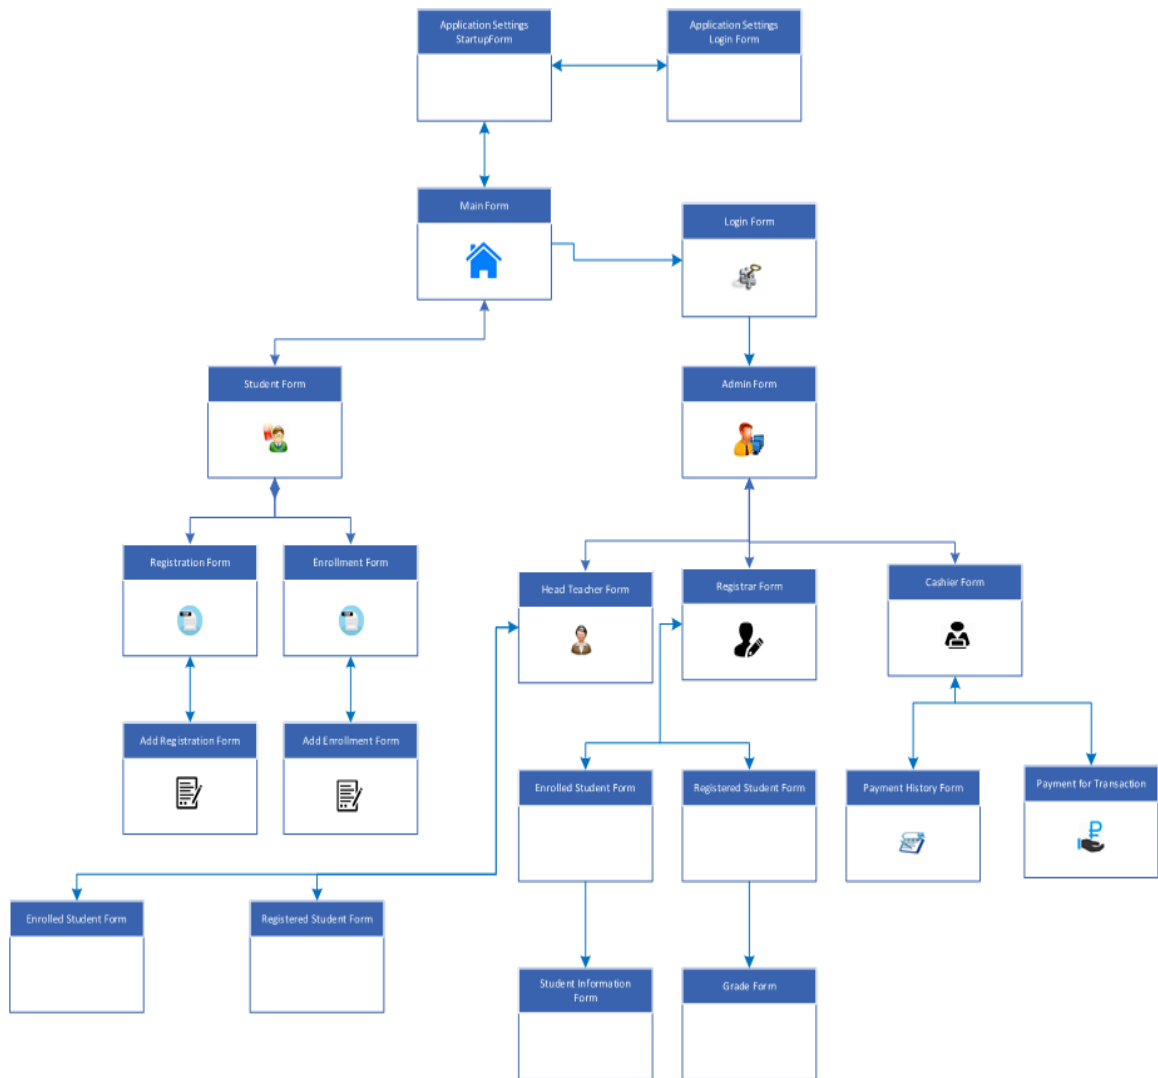 Application Settings
StartupForm
Application Settings
Login Form
Main Form
Login Form
Student Form
Admin Form
Registration Form
Enrollment Form
Head Teacher Form
Registrar Form
Cashier Form
Add Registration Form
Add Enrollment Form
Enrolled Student Form
Registered Student Form
Payment History Form
Payment for Transaction
Enrolled Student Form
Registered Student Form
Student Information
Form
Grade Form